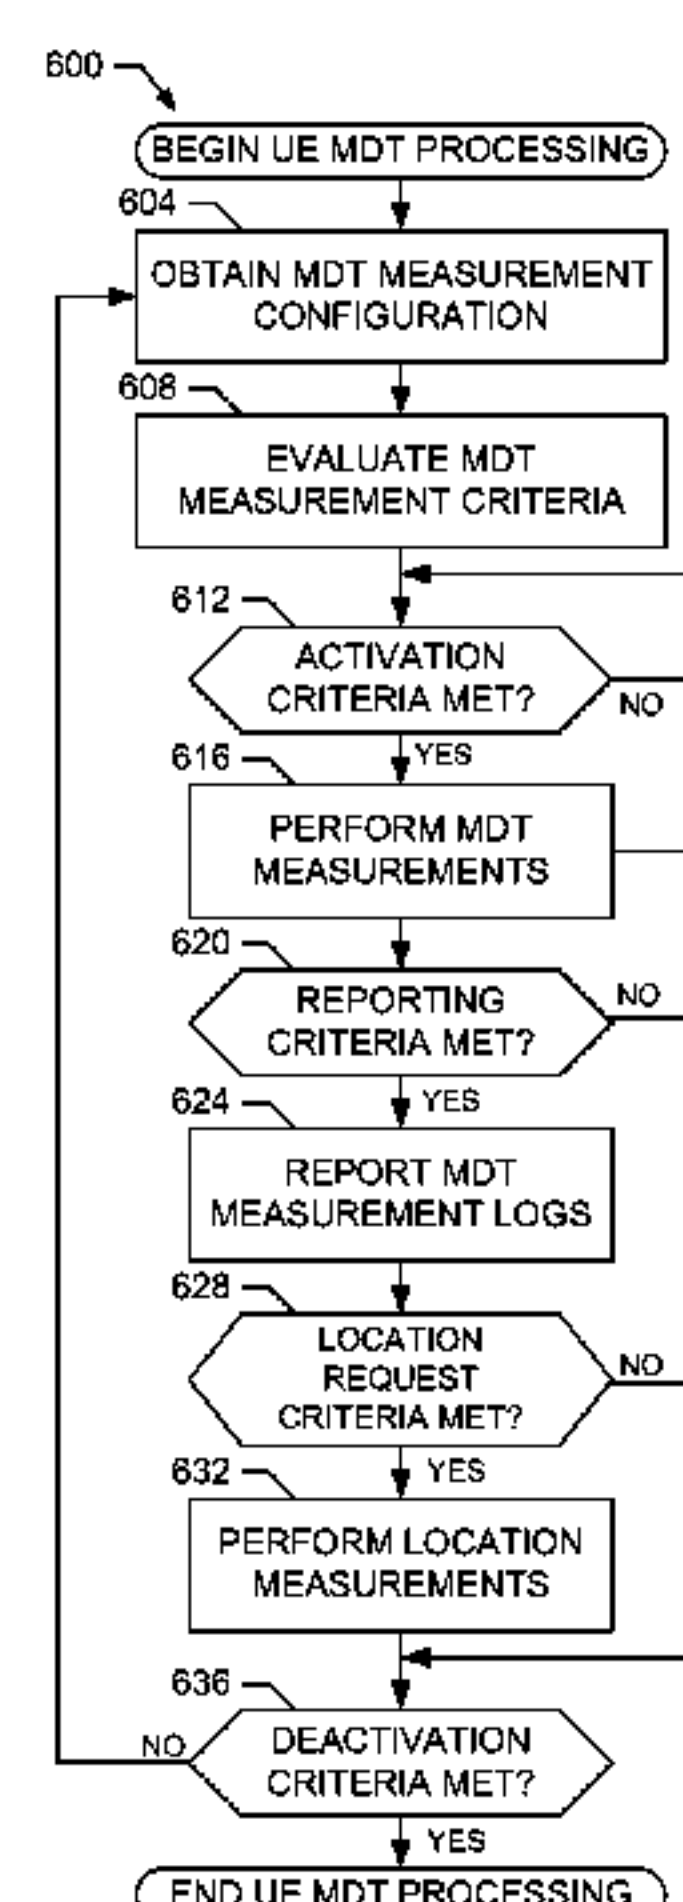 600
BEGIN UE MDT PROCESSING
604
OBTAIN MDT MEASUREMENT
CONFIGURATION
608
EVALUATE MDT
MEASUREMENT CRITERIA
612
ACTIVATION
CRITERIA MET?
NO
YES
616
PERFORM MDT
MEASUREMENTS
620
REPORTING
CRITERIA MET?
NO
YES
624
REPORT MDT
MEASUREMENT LOGS
628
LOCATION
REQUEST
CRITERIA MET?
NO
YES
632
PERFORM LOCATION
MEASUREMENTS
636
DEACTIVATION
CRITERIA MET?
NO
YES
END UE MDT PROCESSING